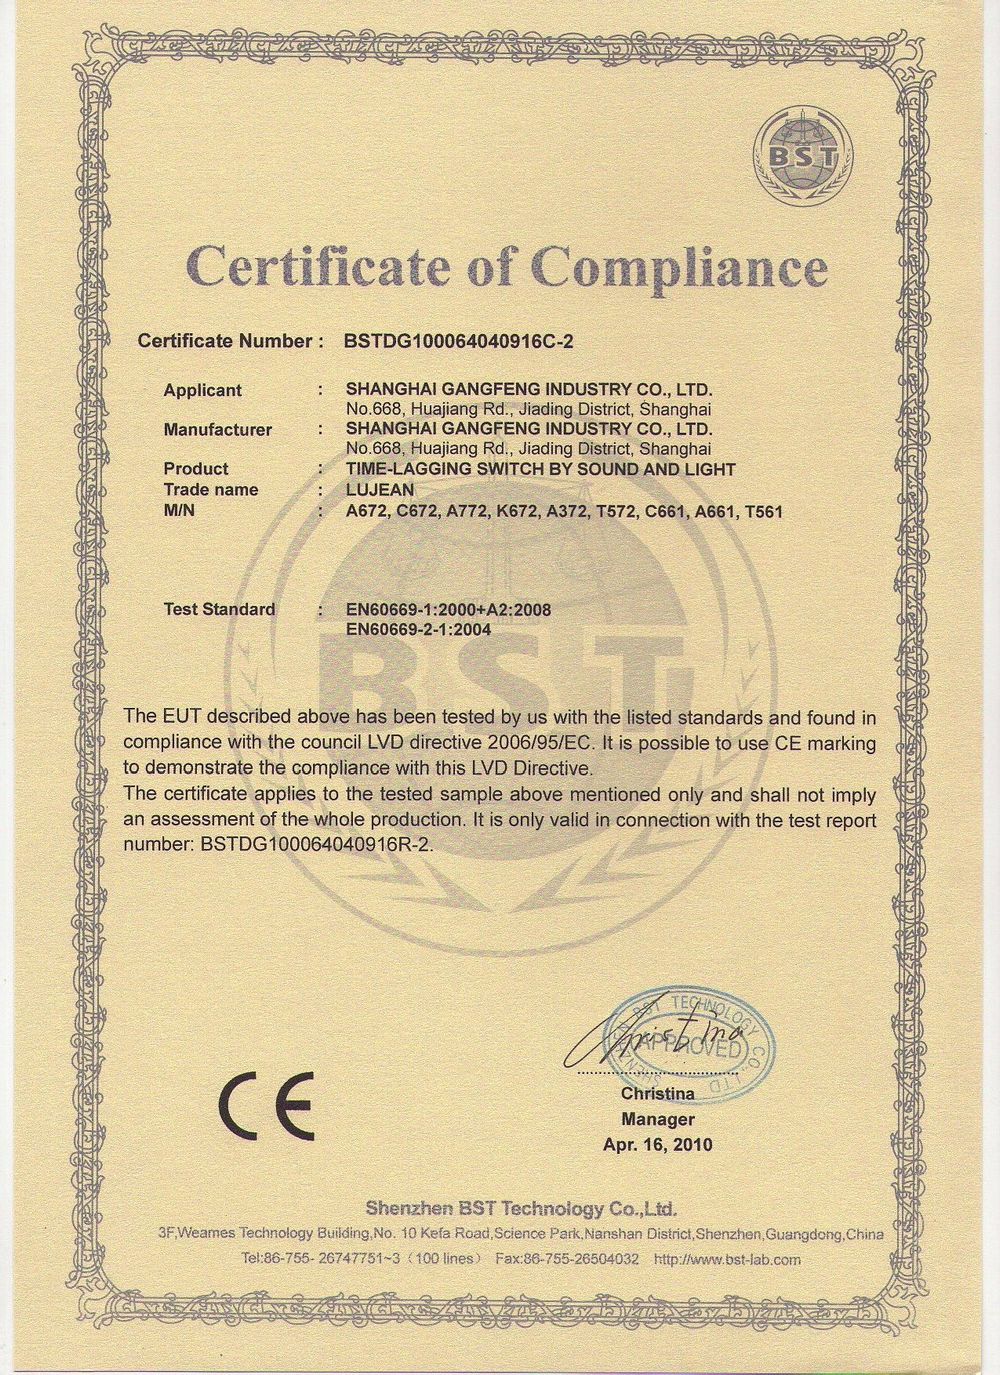 BST
Certificate of Compliance
Certificate Number : BSTDG100064040916C-2
Applicant : SHANGHAI GANGFENG INDUSTRY CO., LTD.
No.668, Huajiang Rd., Jiading District, Shanghai
Manufacturer : SHANGHAI GANGFENG INDUSTRY CO., LTD.
No.668, Huajiang Rd., Jiading District, Shanghai
Product : TIME-LAGGING SWITCH BY SOUND AND LIGHT
Trade name : LUJEAN
M/N : A672, C672, A772, K672, A372, T572, C661, A661, T561
Test Standard : EN60669-1:2000+A2:2008
EN60669-2-1:2004
BST
The EUT described above has been tested by us with the listed standards and found in
compliance with the council LVD directive 2006/95/EC. It is possible to use CE marking
to demonstrate the compliance with this LVD Directive.
The certificate applies to the tested sample above mentioned only and shall not imply
an assessment of the whole production. It is only valid in connection with the test report
number: BSTDG100064040916R-2.
SHENZHEN BST TECHNOLOGY CO.,LTD
APPROVED
Christina
Christina
Manager
Apr. 16, 2010
CE
Shenzhen BST Technology Co.,Ltd.
3F,Weames Technology Building,No. 10 Kefa Road,Science Park,Nanshan District,Shenzhen,Guangdong,China
Tel:86-755- 26747751~3（100 lines） Fax:86-755-26504032 http://www.bst-lab.com